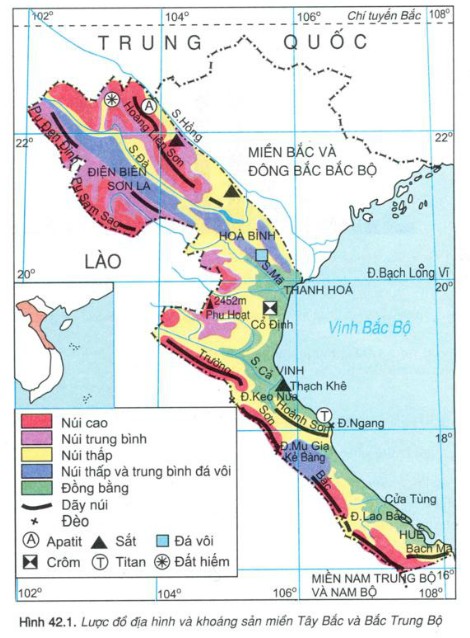 102° 104° 106° Chí tuyến Bắc 108°
TRUNG QUỐC
A
S.Hồng
Hoàng Liên Sơn
22°
22°
MIỀN BẮC VÀ
ĐÔNG BẮC BẮC BỘ
Pu Đen Đinh
S.Đà
ĐIỆN BIÊN
SƠN LA
Pu Sam Sao
HOÀ BÌNH
S.Mã
LÀO
Đ.Bạch Long Vĩ
20°
20°
THANH HOÁ
2452m
Phu Hoạt
Cổ Định
Vịnh Bắc Bộ
Trường
S.Cả
VINH
Thạch Khê
Đ.Keo Nưa
T
Hoành Sơn
Đ.Ngang
Sơn
18°
18°
Đ.Mụ Giạ
Kẻ Bàng
Bắc
Cửa Tùng
Đ.Lao Bảo
HUẾ
Bạch Mã
16°
MIỀN NAM TRUNG BỘ
VÀ NAM BỘ
Núi cao
Núi trung bình
Núi thấp
Núi thấp và trung bình đá vôi
Đồng bằng
Dãy núi
Đèo
A Apatit Sắt Đá vôi
Crôm T Titan Đất hiếm
102° 104° 106° 108°
Hình 42.1. Lược đồ địa hình và khoáng sản miền Tây Bắc và Bắc Trung Bộ